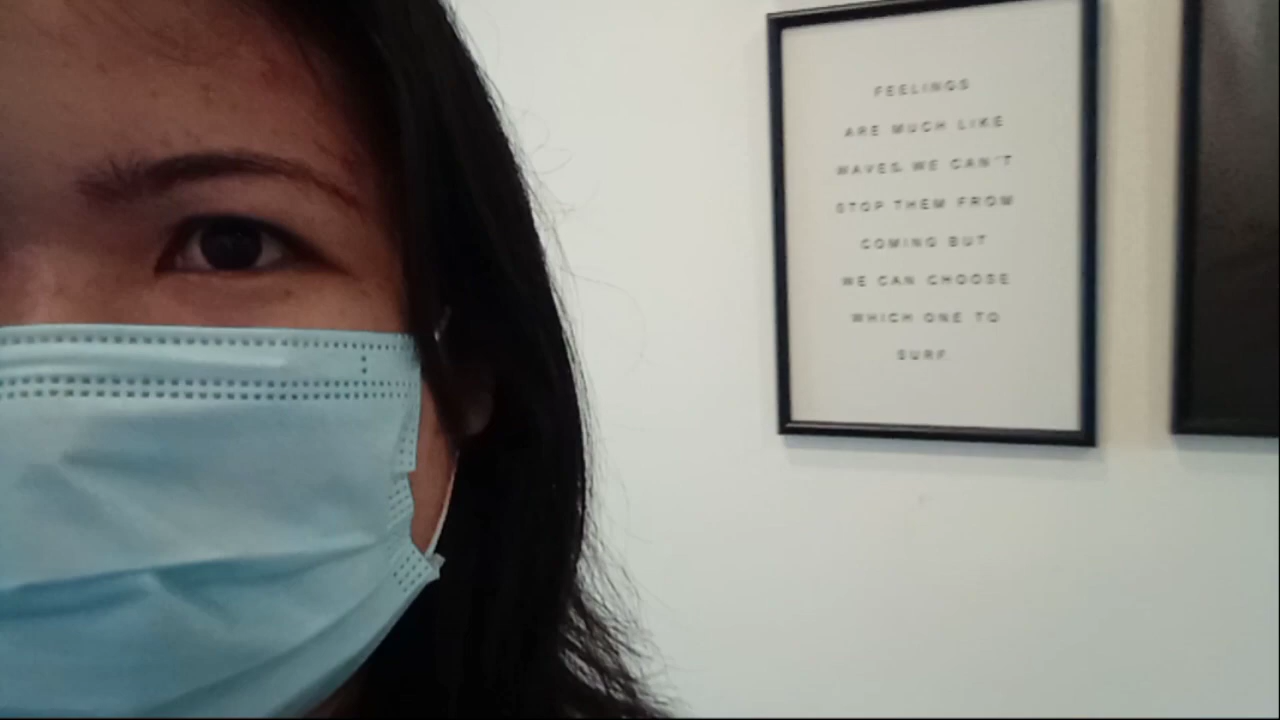 FEELINGS
ARE MUCH LIKE
WAVES, WE CAN'T
STOP THEM FROM
COMING BUT
WE CAN CHOOSE
WHICH ONE TO
SURF